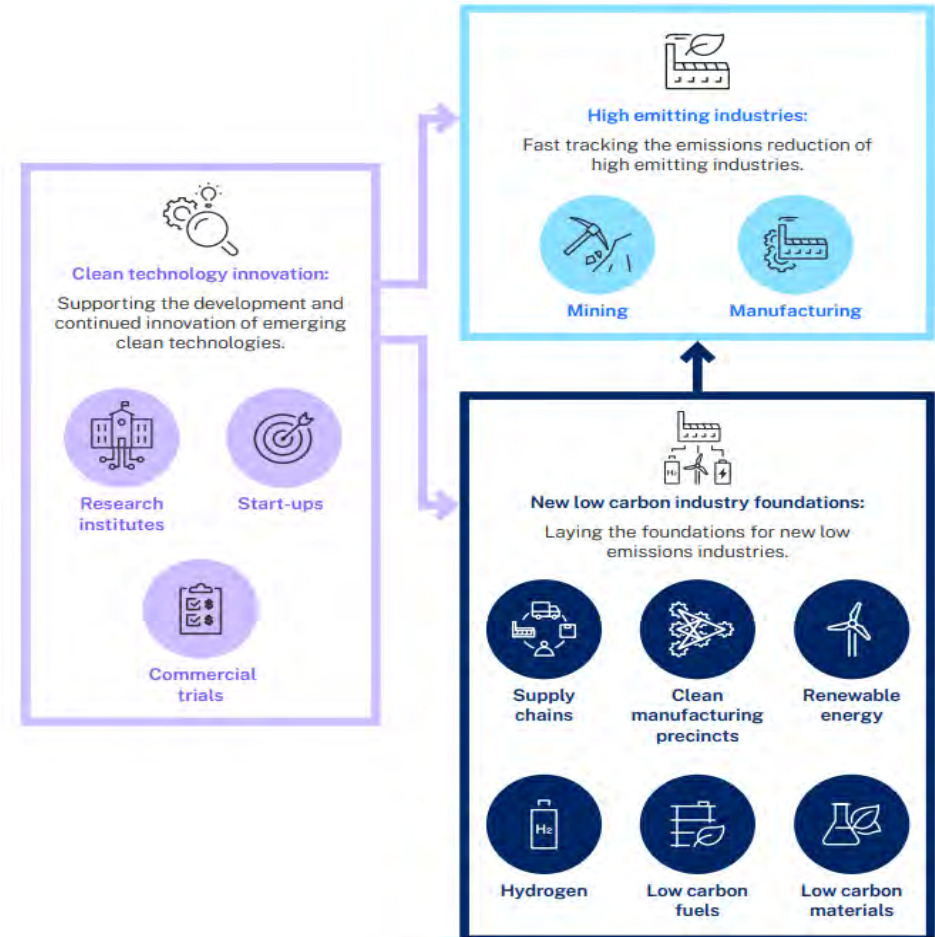 High emitting industries:
Fast tracking the emissions reduction of
high emitting industries.
Mining
Manufacturing
Clean technology innovation:
Supporting the development and
continued innovation of emerging
clean technologies.
Research
institutes
Start-ups
Commercial
trials
H₂
New low carbon industry foundations:
Laying the foundations for new low
emissions industries.
Supply
chains
Clean
manufacturing
precincts
Renewable
energy
H₂
Hydrogen
Low carbon
fuels
Low carbon
materials